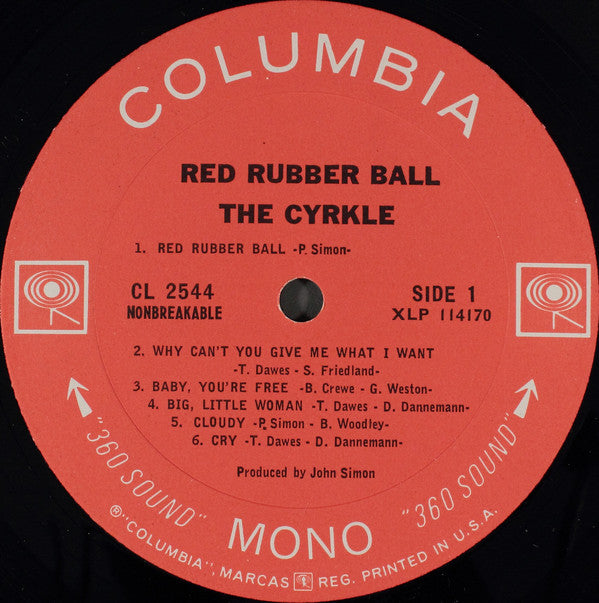 COLUMBIA
RED RUBBER BALL
THE CYRKLE
1. RED RUBBER BALL -P. Simon-
CL 2544
NONBREAKABLE
SIDE 1
XLP 114170
2. WHY CAN'T YOU GIVE ME WHAT I WANT
-T. Dawes - S. Friedland-
3. BABY, YOU'RE FREE -B. Crewe - G. Weston-
4. BIG, LITTLE WOMAN -T. Dawes - D. Dannemann-
5. CLOUDY -P. Simon - B. Woodley-
6. CRY -T. Dawes - D. Dannemann-
Produced by John Simon
"360 SOUND"
MONO
"360 SOUND"
®"COLUMBIA", MARCAS REG. PRINTED IN U.S.A.